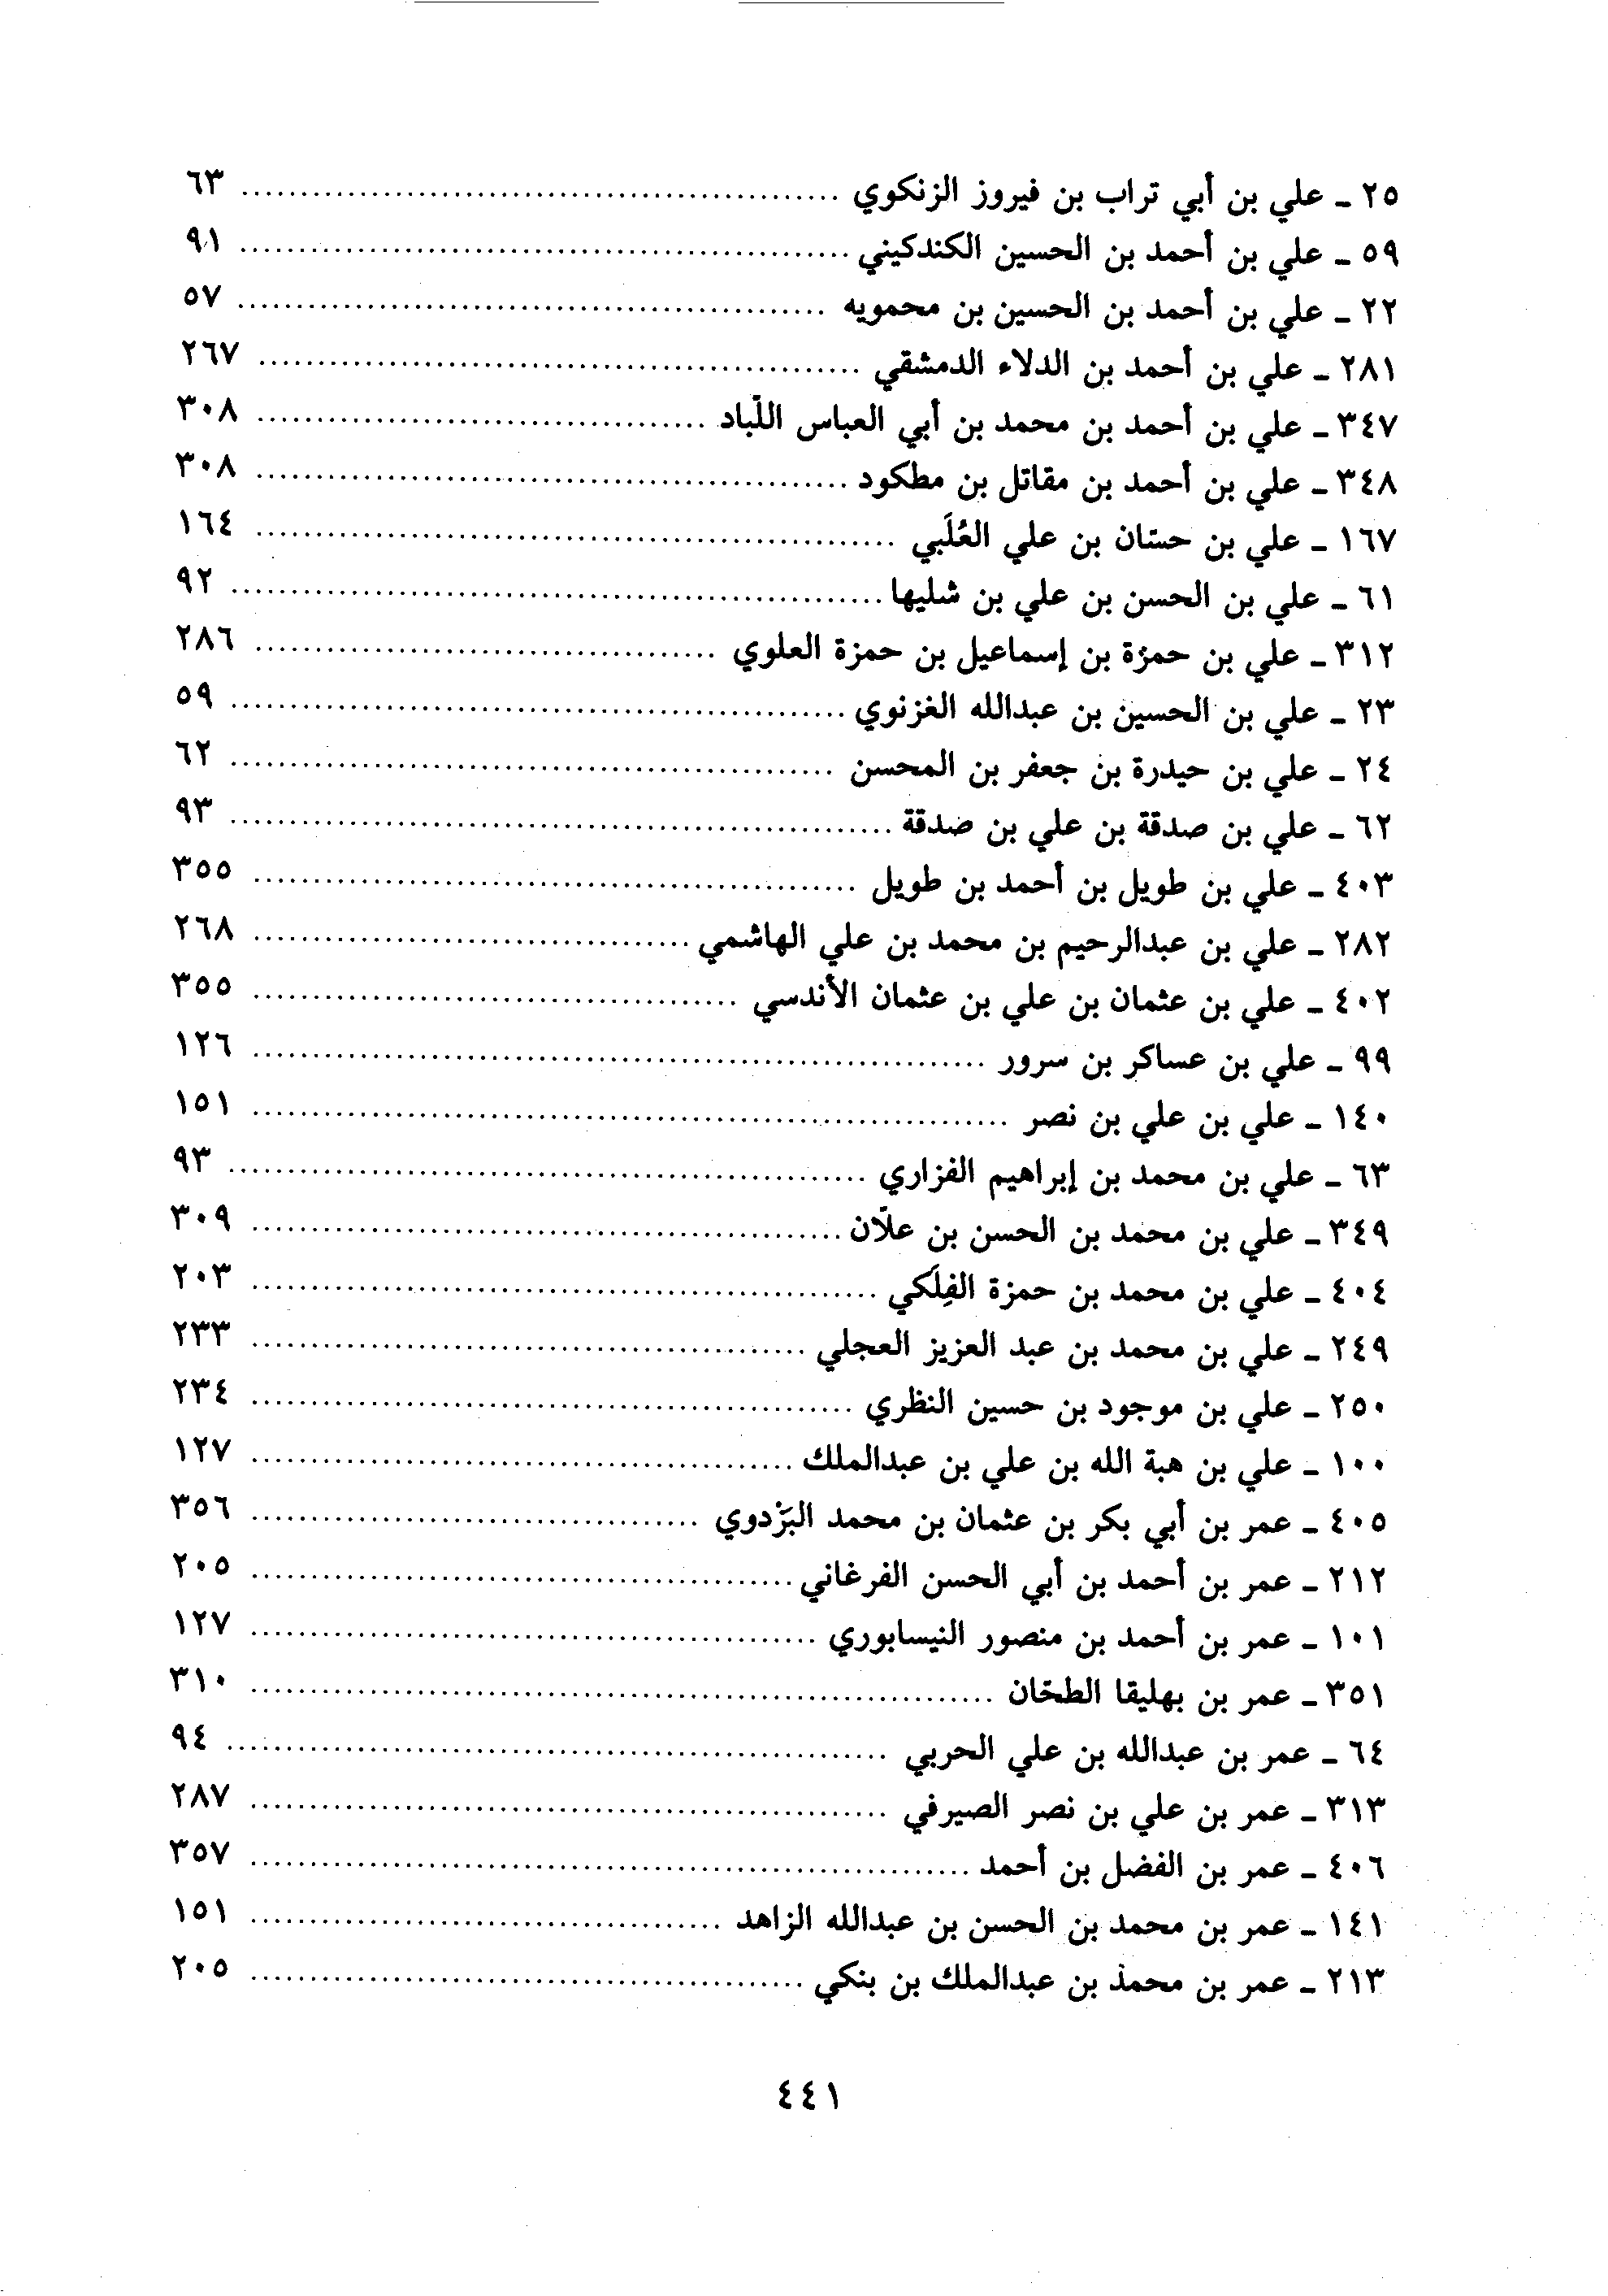 ٢٥ ـ علي بن أبي تراب بن فيروز الزنكوي ........ ٦٣
٥٩ ـ علي بن أحمد بن الحسين الكندكيني ........ ٩١
٢٢ ـ علي بن أحمد بن الحسين بن محمويه ........ ٥٧
٢٨١ ـ علي بن أحمد بن الدلاء الدمشقي ........ ٢٦٧
٣٤٧ ـ علي بن أحمد بن محمد بن أبي العباس اللّباد ........ ٣٠٨
٣٤٨ ـ علي بن أحمد بن مقاتل بن مطكود ........ ٣٠٨
١٦٧ ـ علي بن حسّان بن علي العُلَبي ........ ١٦٤
٦١ ـ علي بن الحسن بن علي بن شليها ........ ٩٢
٣١٢ ـ علي بن حمزة بن إسماعيل بن حمزة العلوي ........ ٢٨٦
٢٣ ـ علي بن الحسين بن عبدالله الغزنوي ........ ٥٩
٢٤ ـ علي بن حيدرة بن جعفر بن المحسن ........ ٦٢
٦٢ ـ علي بن صدقة بن علي بن صدقة ........ ٩٣
٤٠٣ ـ علي بن طويل بن أحمد بن طويل ........ ٣٥٥
٢٨٢ ـ علي بن عبدالرحيم بن محمد بن علي الهاشمي ........ ٢٦٨
٤٠٢ ـ علي بن عثمان بن علي بن عثمان الأندسي ........ ٣٥٥
٩٩ ـ علي بن عساكر بن سرور ........ ١٢٦
١٤٠ ـ علي بن علي بن نصر ........ ١٥١
٦٣ ـ علي بن محمد بن إبراهيم الفزاري ........ ٩٣
٣٤٩ ـ علي بن محمد بن الحسن بن علّان ........ ٣٠٩
٤٠٤ ـ علي بن محمد بن حمزة الفِلَكي ........ ٢٠٣
٢٤٩ ـ علي بن محمد بن عبد العزيز العجلي ........ ٢٣٣
٢٥٠ ـ علي بن موجود بن حسين النظري ........ ٢٣٤
١٠٠ ـ علي بن هبة الله بن علي بن عبدالملك ........ ١٢٧
٤٠٥ ـ عمر بن أبي بكر بن عثمان بن محمد البَزْدوي ........ ٣٥٦
٢١٢ ـ عمر بن أحمد بن أبي الحسن الفرغاني ........ ٢٠٥
١٠١ ـ عمر بن أحمد بن منصور النيسابوري ........ ١٢٧
٣٥١ ـ عمر بن بهليقا الطحّان ........ ٣١٠
٦٤ ـ عمر بن عبدالله بن علي الحربي ........ ٩٤
٣١٣ ـ عمر بن علي بن نصر الصيرفي ........ ٢٨٧
٤٠٦ ـ عمر بن الفضل بن أحمد ........ ٣٥٧
١٤١ ـ عمر بن محمد بن الحسن بن عبدالله الزاهد ........ ١٥١
٢١٣ ـ عمر بن محمد بن عبدالملك بن بنكي ........ ٢٠٥
٤٤١